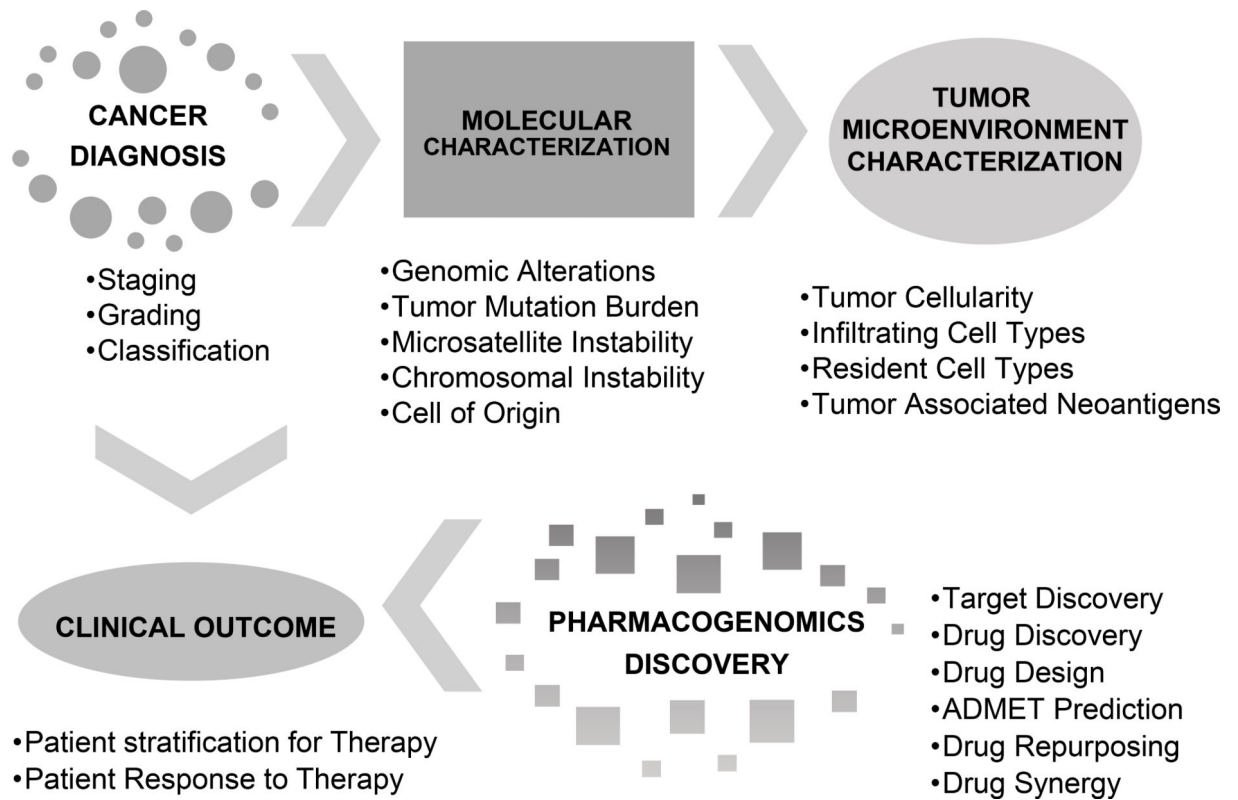 CANCER
DIAGNOSIS
•Staging
•Grading
•Classification
MOLECULAR
CHARACTERIZATION
•Genomic Alterations
•Tumor Mutation Burden
•Microsatellite Instability
•Chromosomal Instability
•Cell of Origin
TUMOR
MICROENVIRONMENT
CHARACTERIZATION
•Tumor Cellularity
•Infiltrating Cell Types
•Resident Cell Types
•Tumor Associated Neoantigens
CLINICAL OUTCOME
•Patient stratification for Therapy
•Patient Response to Therapy
PHARMACOGENOMICS
DISCOVERY
•Target Discovery
•Drug Discovery
•Drug Design
•ADMET Prediction
•Drug Repurposing
•Drug Synergy